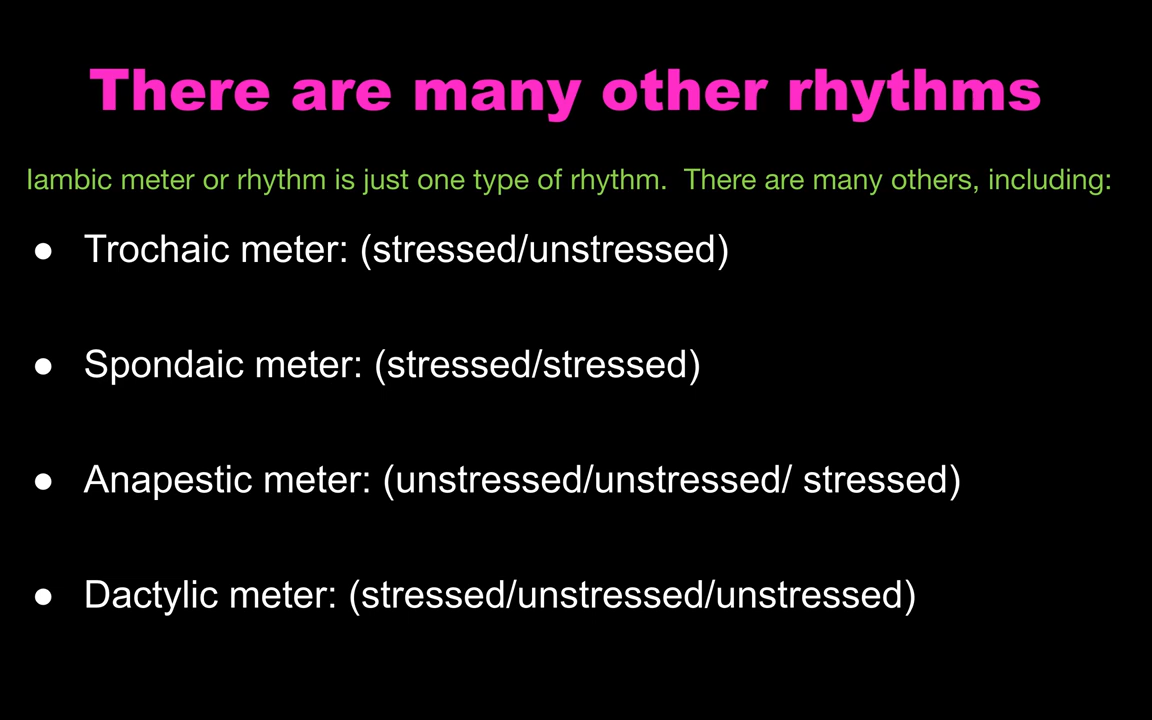 There are many other rhythms
Iambic meter or rhythm is just one type of rhythm.  There are many others, including:
● Trochaic meter: (stressed/unstressed)
● Spondaic meter: (stressed/stressed)
● Anapestic meter: (unstressed/unstressed/ stressed)
● Dactylic meter: (stressed/unstressed/unstressed)